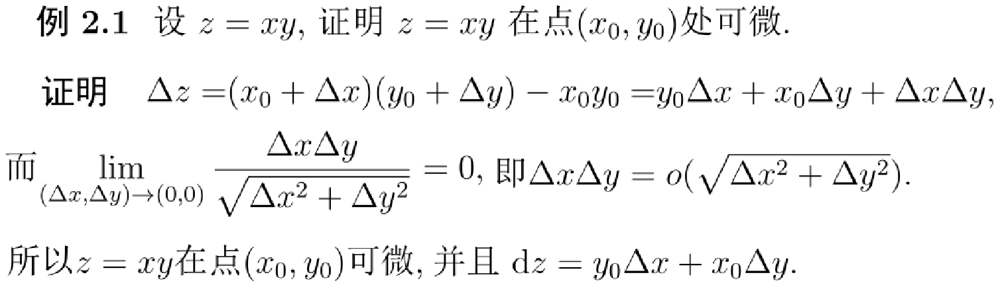 例 2.1 设 $z = xy$, 证明 $z = xy$ 在点$(x_0, y_0)$处可微.
证明 $\Delta z =(x_0 + \Delta x)(y_0 + \Delta y) - x_0y_0 =y_0\Delta x + x_0\Delta y + \Delta x\Delta y$,
而$\lim\limits_{(\Delta x,\Delta y)\to(0,0)} \dfrac{\Delta x\Delta y}{\sqrt{\Delta x^2 + \Delta y^2}} = 0$, 即$\Delta x\Delta y = o(\sqrt{\Delta x^2 + \Delta y^2})$.
所以$z = xy$在点$(x_0, y_0)$可微, 并且 $\mathrm{d}z = y_0\Delta x + x_0\Delta y$.